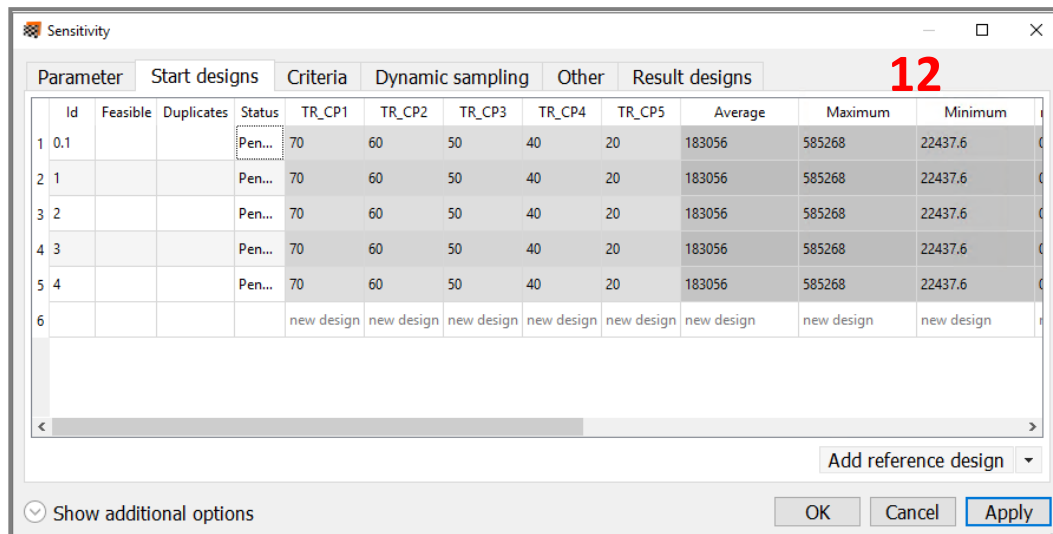 Sensitivity
Parameter Start designs Criteria Dynamic sampling Other Result designs 12
Id Feasible Duplicates Status TR_CP1 TR_CP2 TR_CP3 TR_CP4 TR_CP5 Average Maximum Minimum
1 0.1 Pen... 70 60 50 40 20 183056 585268 22437.6
2 1 Pen... 70 60 50 40 20 183056 585268 22437.6
3 2 Pen... 70 60 50 40 20 183056 585268 22437.6
4 3 Pen... 70 60 50 40 20 183056 585268 22437.6
5 4 Pen... 70 60 50 40 20 183056 585268 22437.6
6 new design new design new design new design new design new design new design new design
Add reference design
Show additional options OK Cancel Apply